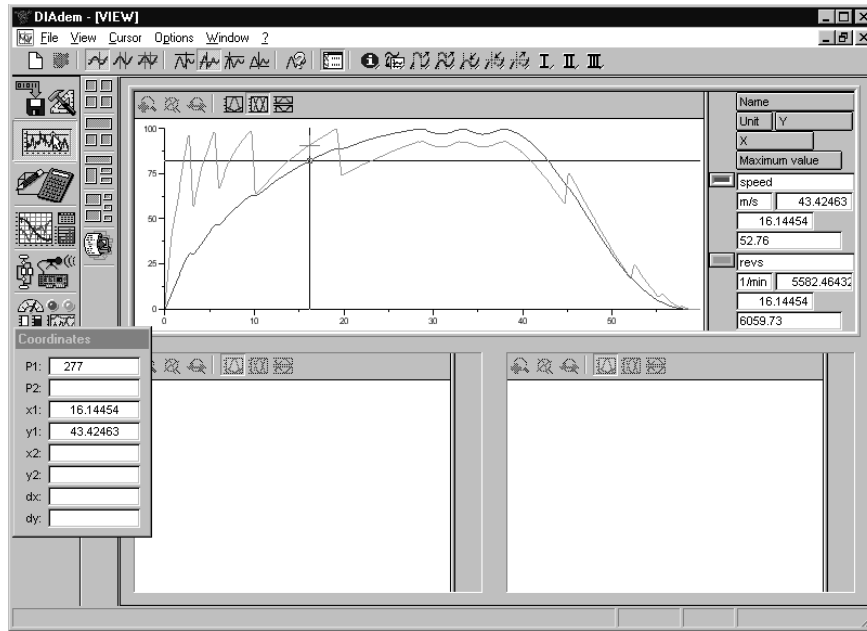 DIAdem - [VIEW]
File View Cursor Options Window ?
I. II. III.
Name
Unit Y
X
Maximum value
speed
m/s 43.42463
16.14454
52.76
revs
1/min 5582.46432
16.14454
6059.73
100
75
50
25
0
0 10 20 30 40 50
Coordinates
P1: 277
P2:
x1: 16.14454
y1: 43.42463
x2:
y2:
dx:
dy: